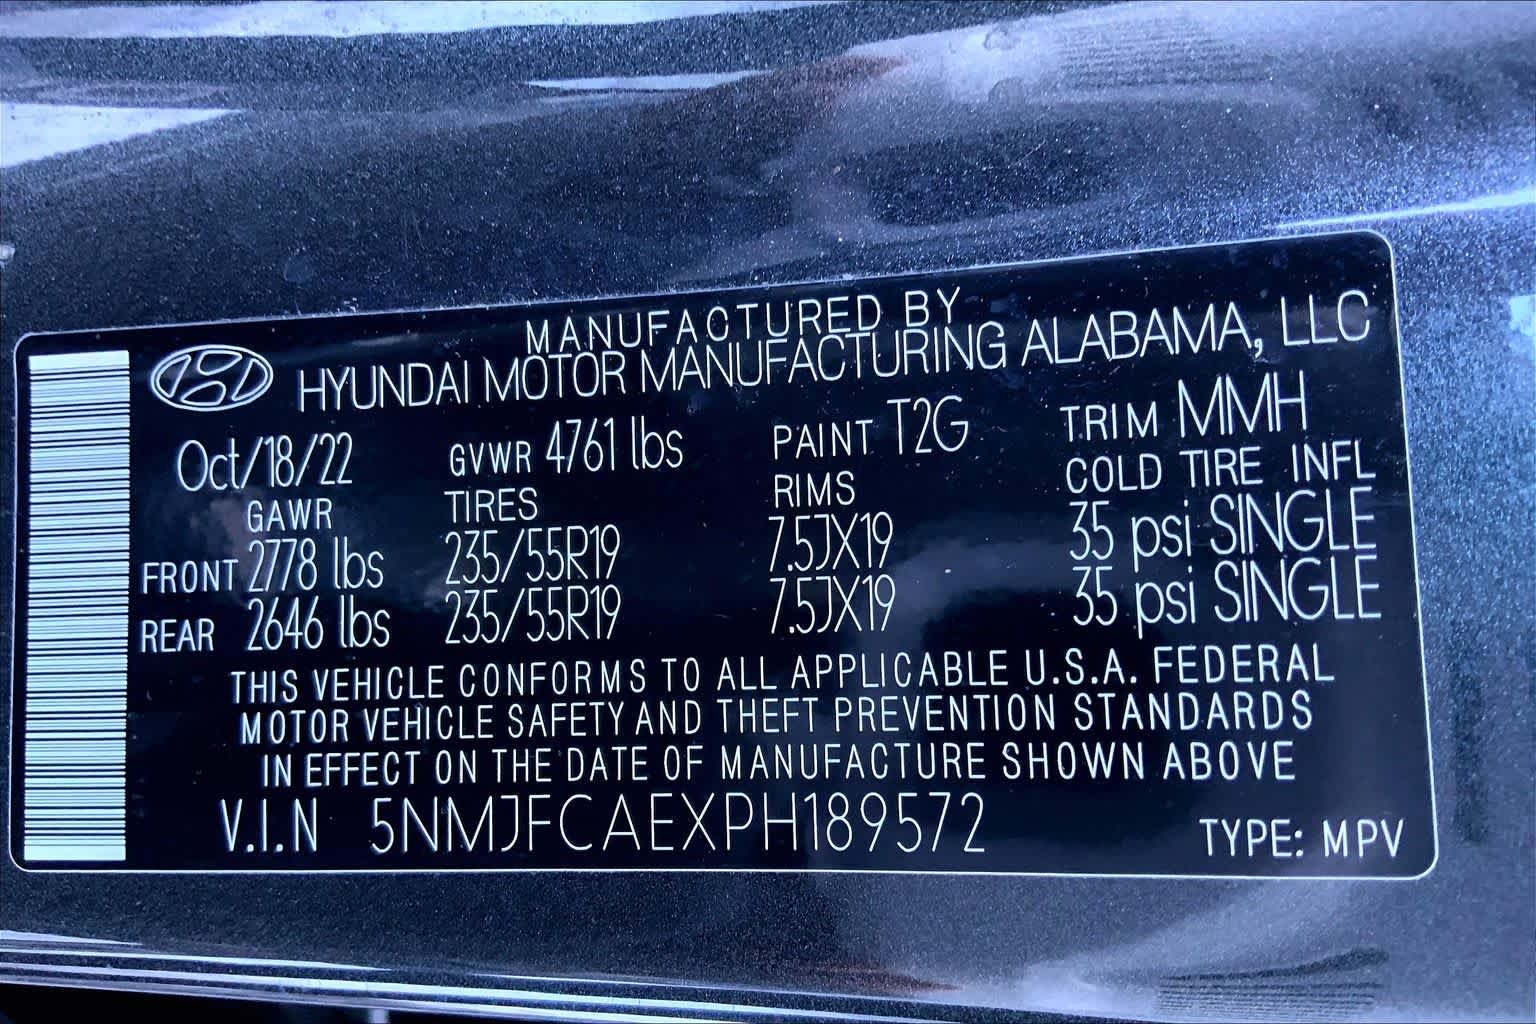 MANUFACTURED BY
HYUNDAI MOTOR MANUFACTURING ALABAMA, LLC
Oct/18/22 GVWR 4761 lbs PAINT T2G TRIM MMH
GAWR TIRES RIMS COLD TIRE INFL
FRONT 2778 lbs 235/55R19 7.5JX19 35 psi SINGLE
REAR 2646 lbs 235/55R19 7.5JX19 35 psi SINGLE
THIS VEHICLE CONFORMS TO ALL APPLICABLE U.S.A. FEDERAL
MOTOR VEHICLE SAFETY AND THEFT PREVENTION STANDARDS
IN EFFECT ON THE DATE OF MANUFACTURE SHOWN ABOVE
V.I.N 5NMJFCAEXPH189572 TYPE: MPV